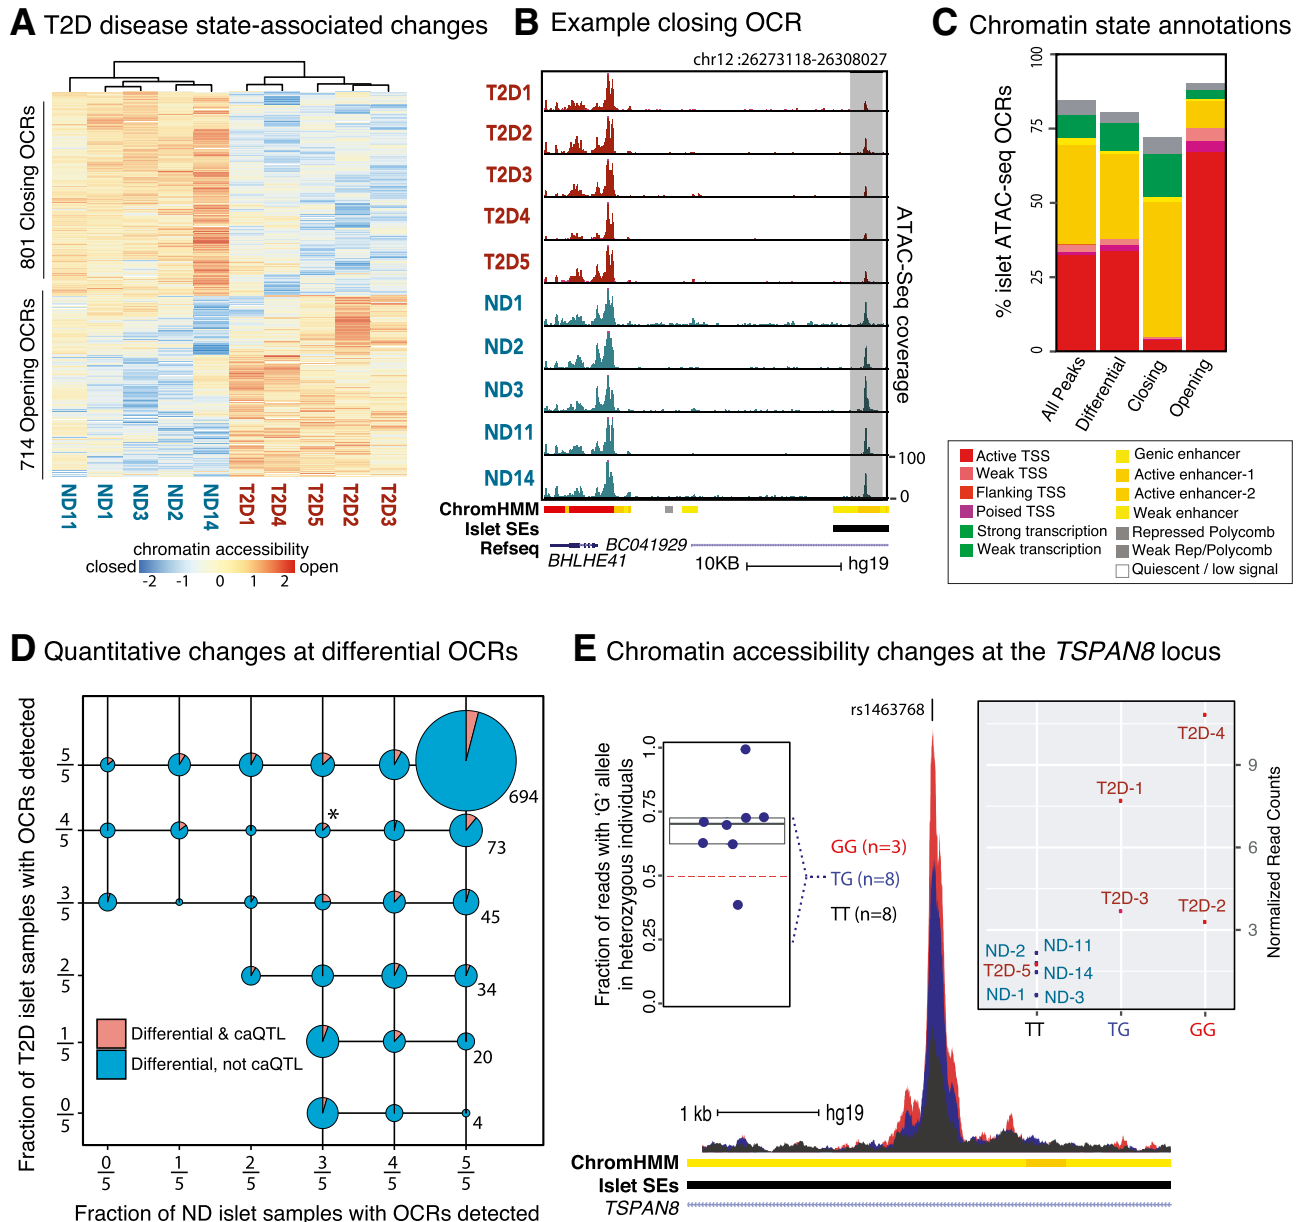 A T2D disease state-associated changes
801 Closing OCRs
714 Opening OCRs
ND11 ND1 ND3 ND2 ND14 T2D1 T2D4 T2D5 T2D2 T2D3
chromatin accessibility
closed open
-2 -1 0 1 2
B Example closing OCR
chr12 :26273118-26308027
T2D1
T2D2
T2D3
T2D4
T2D5
ND1
ND2
ND3
ND11
ND14
ATAC-Seq coverage
100
0
ChromHMM
Islet SEs
Refseq
BC041929
BHLHE41
10KB hg19
C Chromatin state annotations
% islet ATAC-seq OCRs
100
75
50
25
0
All Peaks
Differential
Closing
Opening
Active TSS
Weak TSS
Flanking TSS
Poised TSS
Strong transcription
Weak transcription
Genic enhancer
Active enhancer-1
Active enhancer-2
Weak enhancer
Repressed Polycomb
Weak Rep/Polycomb
Quiescent / low signal
D Quantitative changes at differential OCRs
Fraction of T2D islet samples with OCRs detected
5/5
4/5
3/5
2/5
1/5
0/5
694
*
73
45
34
20
4
Differential & caQTL
Differential, not caQTL
0/5 1/5 2/5 3/5 4/5 5/5
Fraction of ND islet samples with OCRs detected
E Chromatin accessibility changes at the TSPAN8 locus
rs1463768
Fraction of reads with ‘G’ allele
in heterozygous individuals
1.0
0.75
0.5
0.25
0.0
GG (n=3)
TG (n=8)
TT (n=8)
T2D-4
T2D-1
T2D-3
T2D-2
ND-2 ND-11
T2D-5 ND-14
ND-1 ND-3
TT TG GG
9
6
3
Normalized Read Counts
1 kb hg19
ChromHMM
Islet SEs
TSPAN8